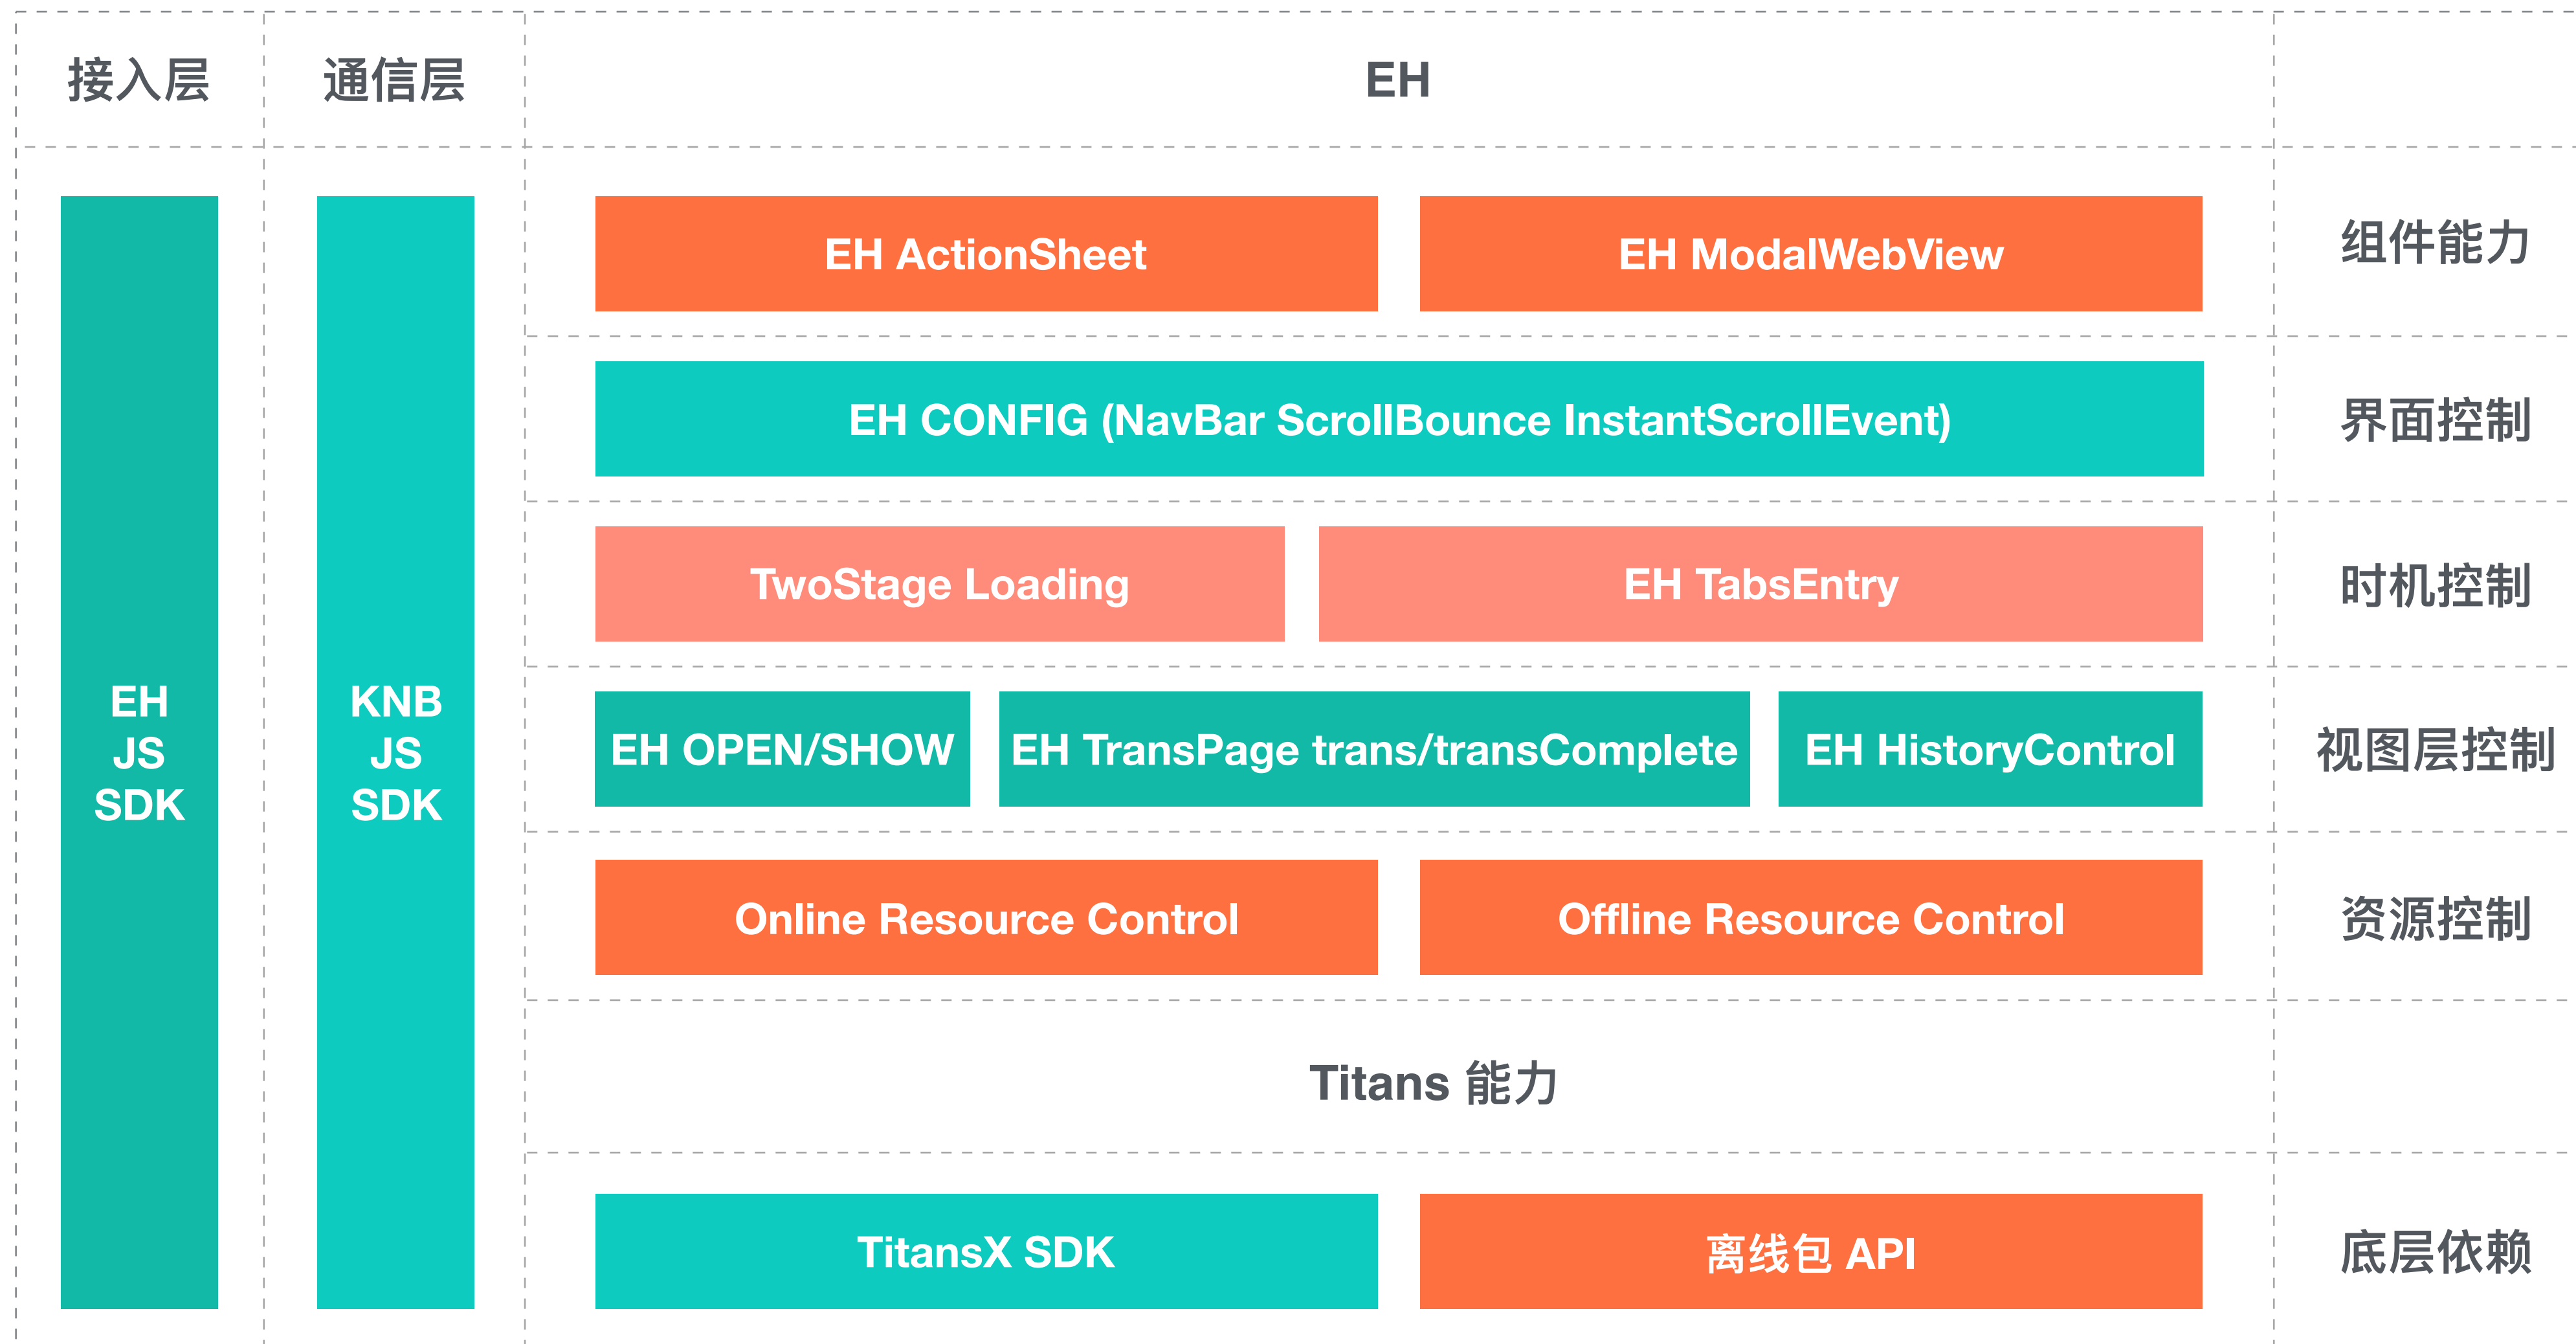 接入层
通信层
EH
EH
JS
SDK
KNB
JS
SDK
EH ActionSheet
EH ModalWebView
组件能力
EH CONFIG (NavBar ScrollBounce InstantScrollEvent)
界面控制
TwoStage Loading
EH TabsEntry
时机控制
EH OPEN/SHOW
EH TransPage trans/transComplete
EH HistoryControl
视图层控制
Online Resource Control
Offline Resource Control
资源控制
Titans 能力
TitansX SDK
离线包 API
底层依赖